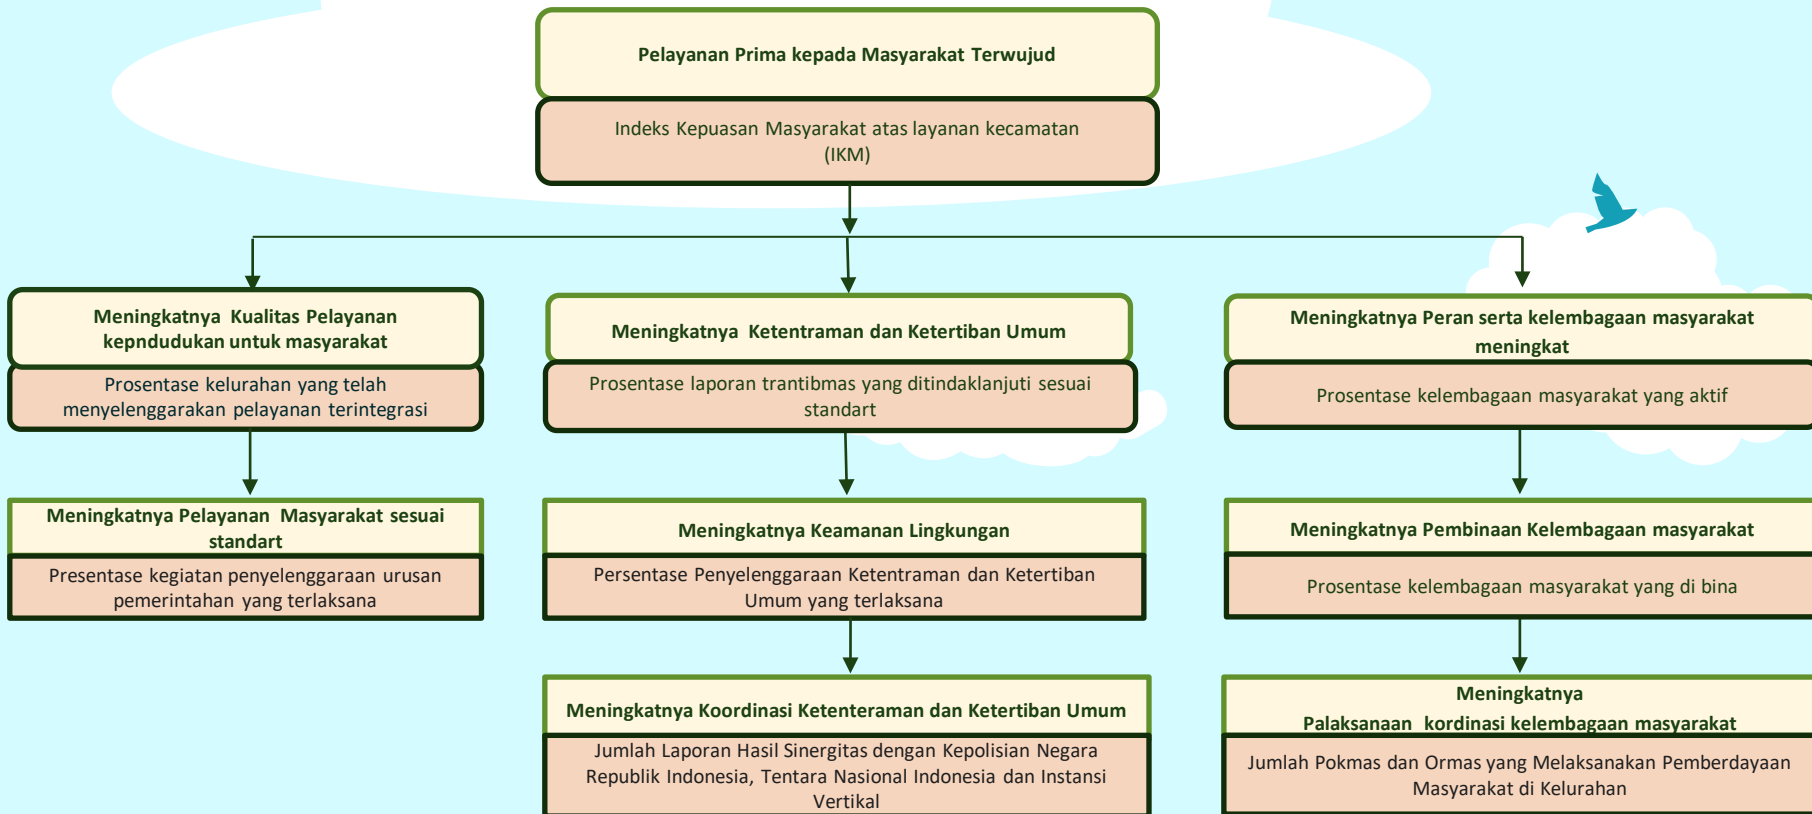 Pelayanan Prima kepada Masyarakat Terwujud
Indeks Kepuasan Masyarakat atas layanan kecamatan
(IKM)
Meningkatnya Kualitas Pelayanan
kepndudukan untuk masyarakat
Prosentase kelurahan yang telah
menyelenggarakan pelayanan terintegrasi
Meningkatnya Ketentraman dan Ketertiban Umum
Prosentase laporan trantibmas yang ditindaklanjuti sesuai
standart
Meningkatnya Peran serta kelembagaan masyarakat
meningkat
Prosentase kelembagaan masyarakat yang aktif
Meningkatnya Pelayanan Masyarakat sesuai
standart
Presentase kegiatan penyelenggaraan urusan
pemerintahan yang terlaksana
Meningkatnya Keamanan Lingkungan
Persentase Penyelenggaraan Ketentraman dan Ketertiban
Umum yang terlaksana
Meningkatnya Pembinaan Kelembagaan masyarakat
Prosentase kelembagaan masyarakat yang di bina
Meningkatnya Koordinasi Ketenteraman dan Ketertiban Umum
Jumlah Laporan Hasil Sinergitas dengan Kepolisian Negara
Republik Indonesia, Tentara Nasional Indonesia dan Instansi
Vertikal
Meningkatnya
Palaksanaan kordinasi kelembagaan masyarakat
Jumlah Pokmas dan Ormas yang Melaksanakan Pemberdayaan
Masyarakat di Kelurahan